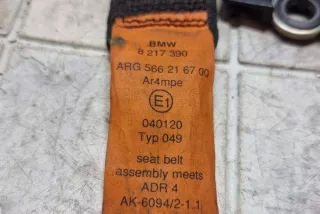 BMW
8 217 390
ARG 566 21 67 00
Ar4mpe
E1
040120
Typ 049
seat belt
assembly meets
ADR 4
AK-6094/2-1.1